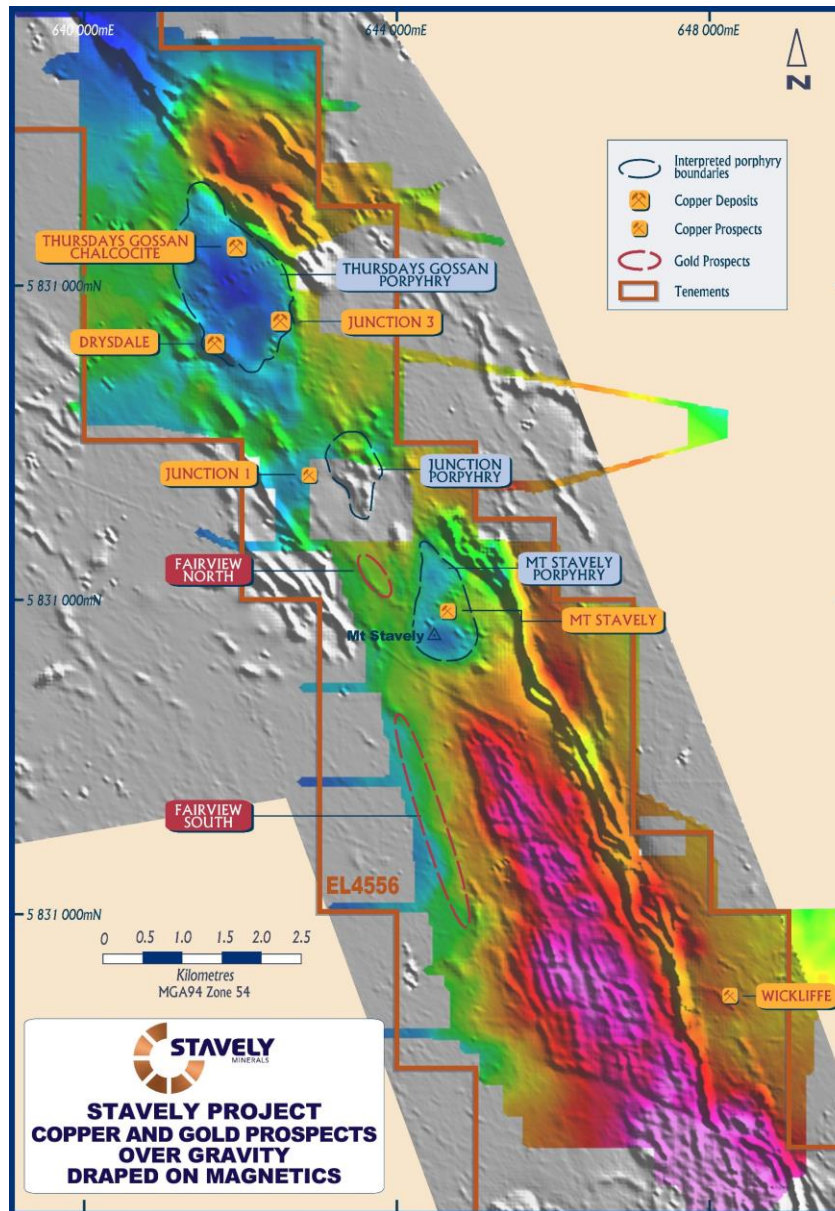 640 000mE
644 000mE
648 000mE
N
Interpreted porphyry
boundaries
Copper Deposits
Copper Prospects
Gold Prospects
Tenements
THURSDAYS GOSSAN
CHALCOCITE
THURSDAYS GOSSAN
PORPYHRY
5 831 000mN
JUNCTION 3
DRYSDALE
JUNCTION 1
JUNCTION
PORPYHRY
FAIRVIEW
NORTH
MT STAVELY
PORPYHRY
5 831 000mN
MT STAVELY
Mt Stavely
FAIRVIEW
SOUTH
EL4556
5 831 000mN
0 0.5 1.0 1.5 2.0 2.5
Kilometres
MGA94 Zone 54
WICKLIFFE
STAVELY
MINERALS
STAVELY PROJECT
COPPER AND GOLD PROSPECTS
OVER GRAVITY
DRAPED ON MAGNETICS